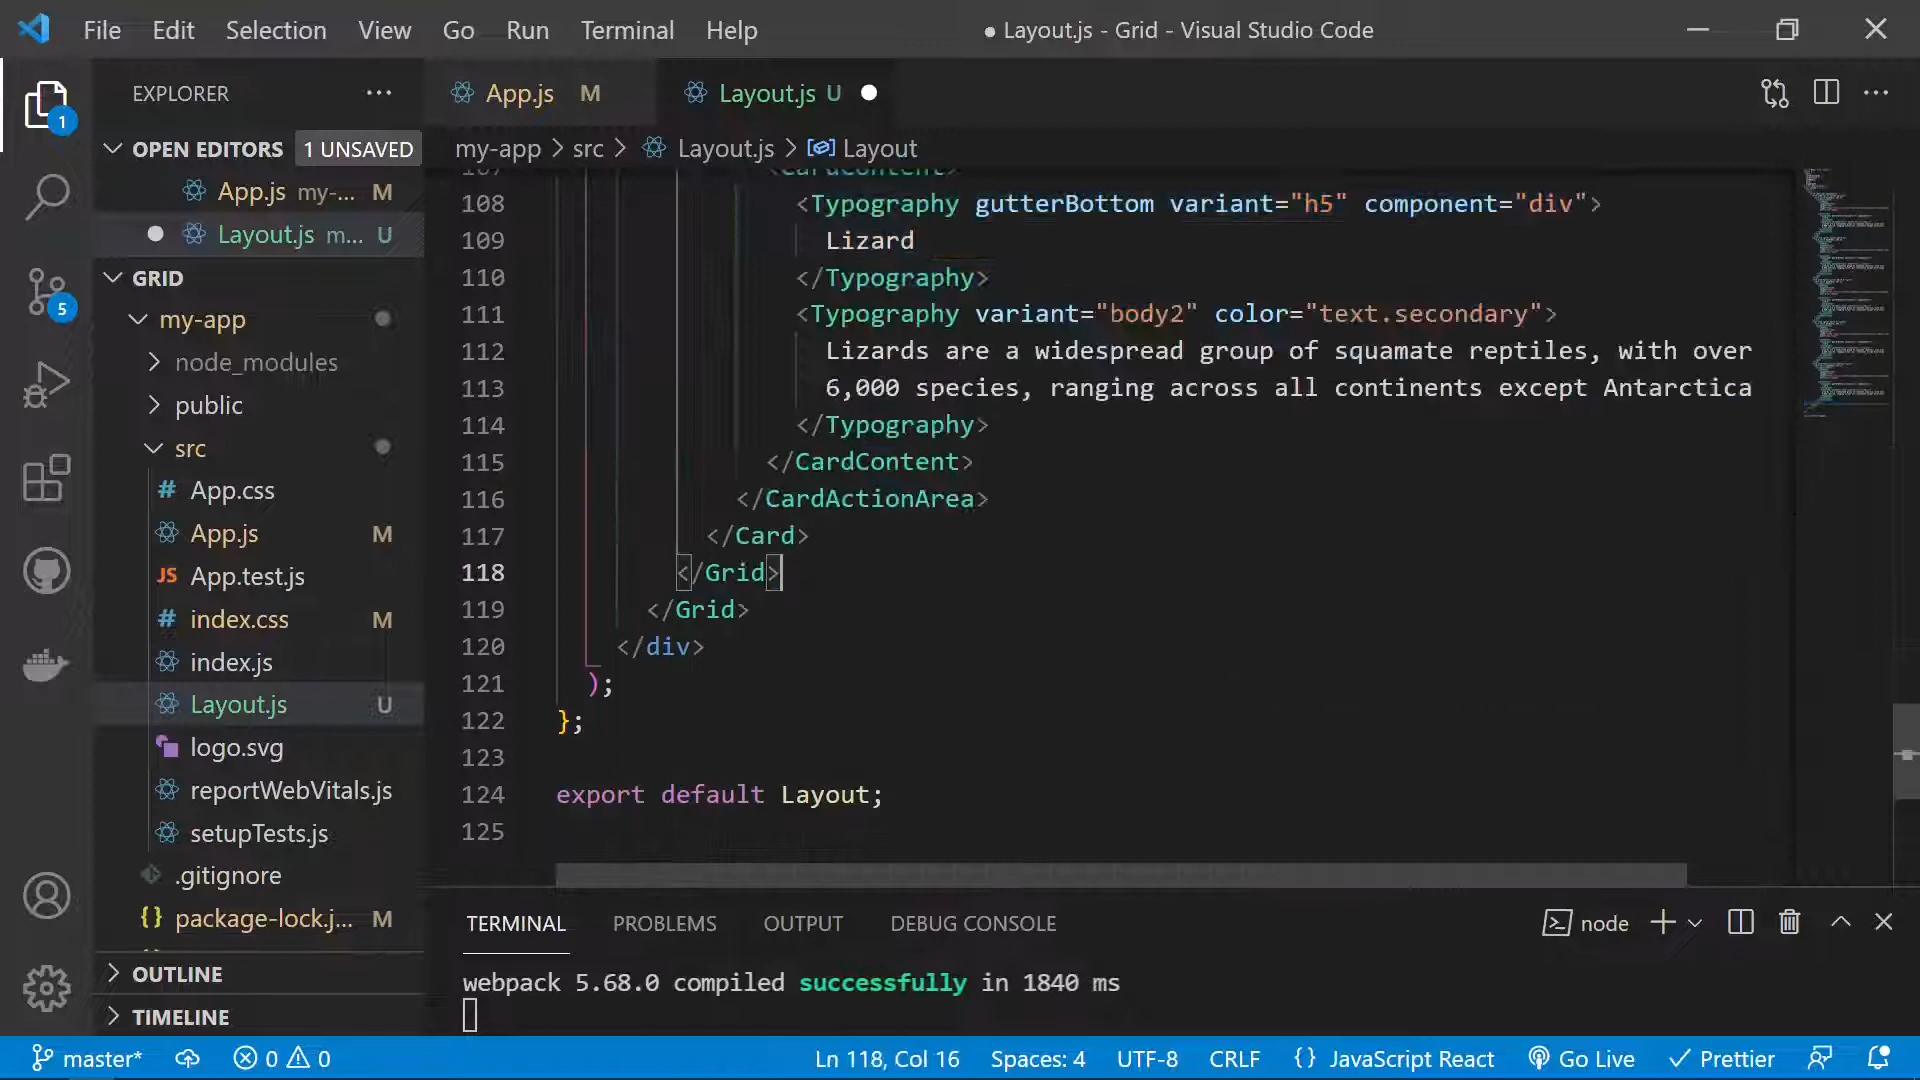 File Edit Selection View Go Run Terminal Help ● Layout.js - Grid - Visual Studio Code
EXPLORER ···
App.js M
Layout.js U
OPEN EDITORS 1 UNSAVED
App.js my-... M
Layout.js m... U
GRID
my-app
node_modules
public
src
# App.css
App.js M
JS App.test.js
# index.css M
index.js
Layout.js U
logo.svg
reportWebVitals.js
setupTests.js
.gitignore
{} package-lock.j... M
OUTLINE
TIMELINE
1
5
my-app > src > Layout.js > Layout
107 <CardContent>
108 <Typography gutterBottom variant="h5" component="div">
109 Lizard
110 </Typography>
111 <Typography variant="body2" color="text.secondary">
112 Lizards are a widespread group of squamate reptiles, with over
113 6,000 species, ranging across all continents except Antarctica
114 </Typography>
115 </CardContent>
116 </CardActionArea>
117 </Card>
118 </Grid>
119 </Grid>
120 </div>
121 );
122 };
123
124 export default Layout;
125
TERMINAL PROBLEMS OUTPUT DEBUG CONSOLE node
webpack 5.68.0 compiled successfully in 1840 ms
master* 0 0 Ln 118, Col 16 Spaces: 4 UTF-8 CRLF {} JavaScript React Go Live Prettier